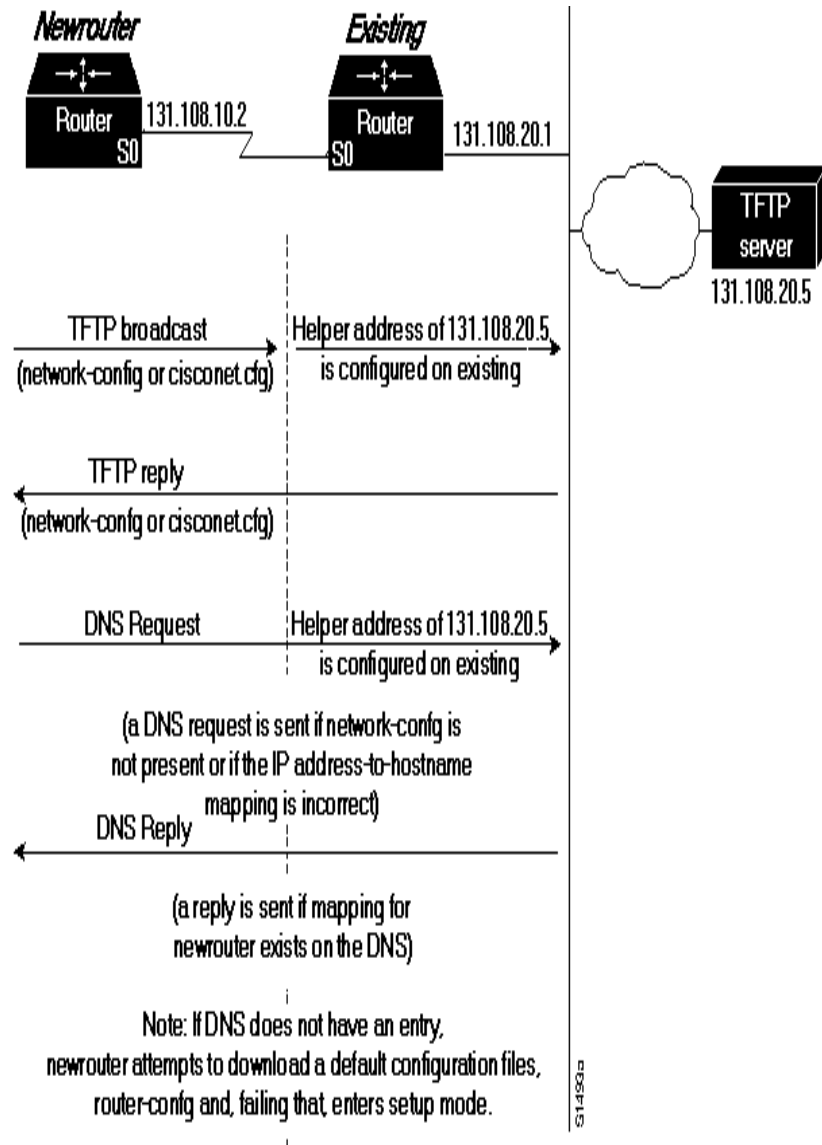 Newrouter
Existing
Router
S0
131.108.10.2
Router
S0
131.108.20.1
TFTP
server
131.108.20.5
TFTP broadcast
(network-config or cisconet.cfg)
Helper address of 131.108.20.5
is configured on existing
TFTP reply
(network-confg or cisconet.cfg)
DNS Request
Helper address of 131.108.20.5
is configured on existing
(a DNS request is sent if network-confg is
not present or if the IP address-to-hostname
mapping is incorrect)
DNS Reply
(a reply is sent if mapping for
newrouter exists on the DNS)
Note: If DNS does not have an entry,
newrouter attempts to download a default configuration files,
router-confg and, failing that, enters setup mode.
S1493a